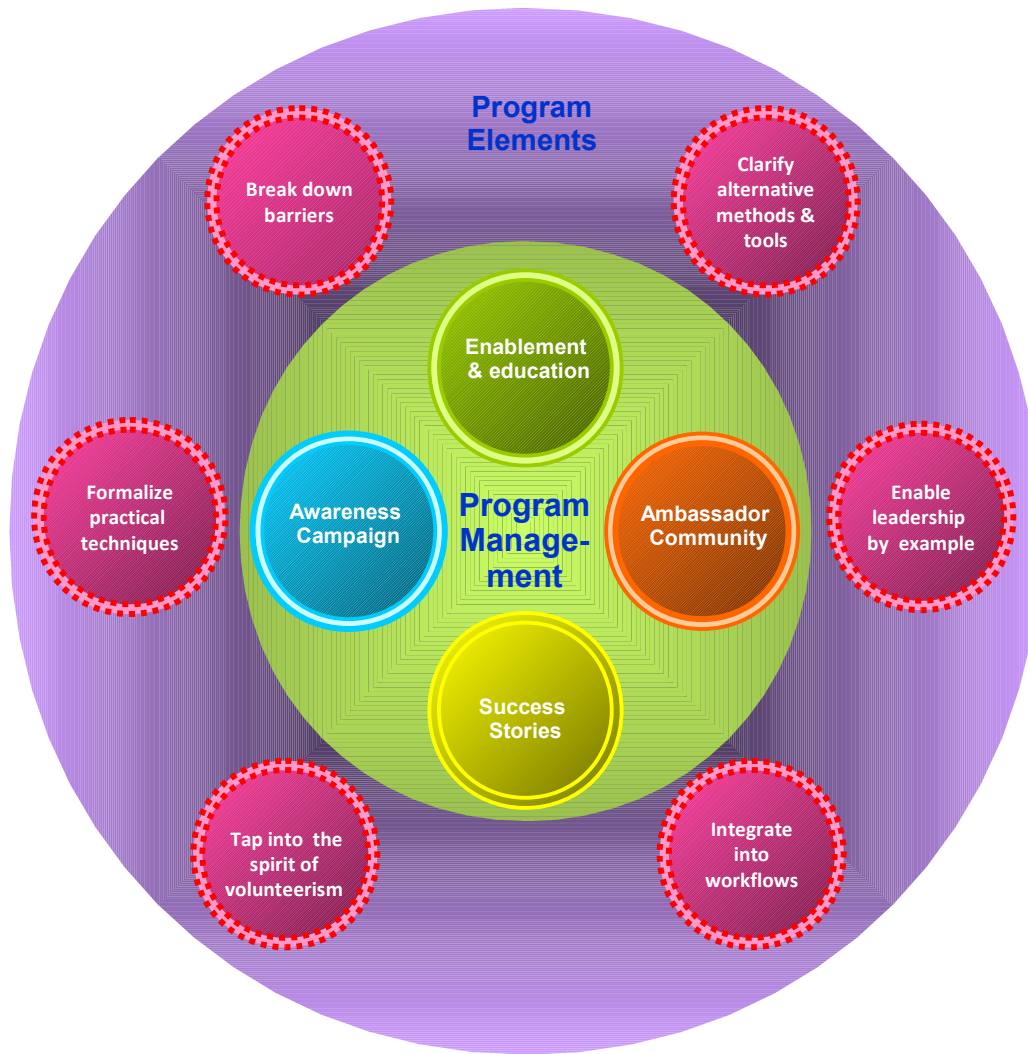 Program
Elements
Break down
barriers
Clarify
alternative
methods &
tools
Enablement
& education
Formalize
practical
techniques
Awareness
Campaign
Program
Manage-
ment
Ambassador
Community
Enable
leadership
by example
Success
Stories
Tap into the
spirit of
volunteerism
Integrate
into
workflows